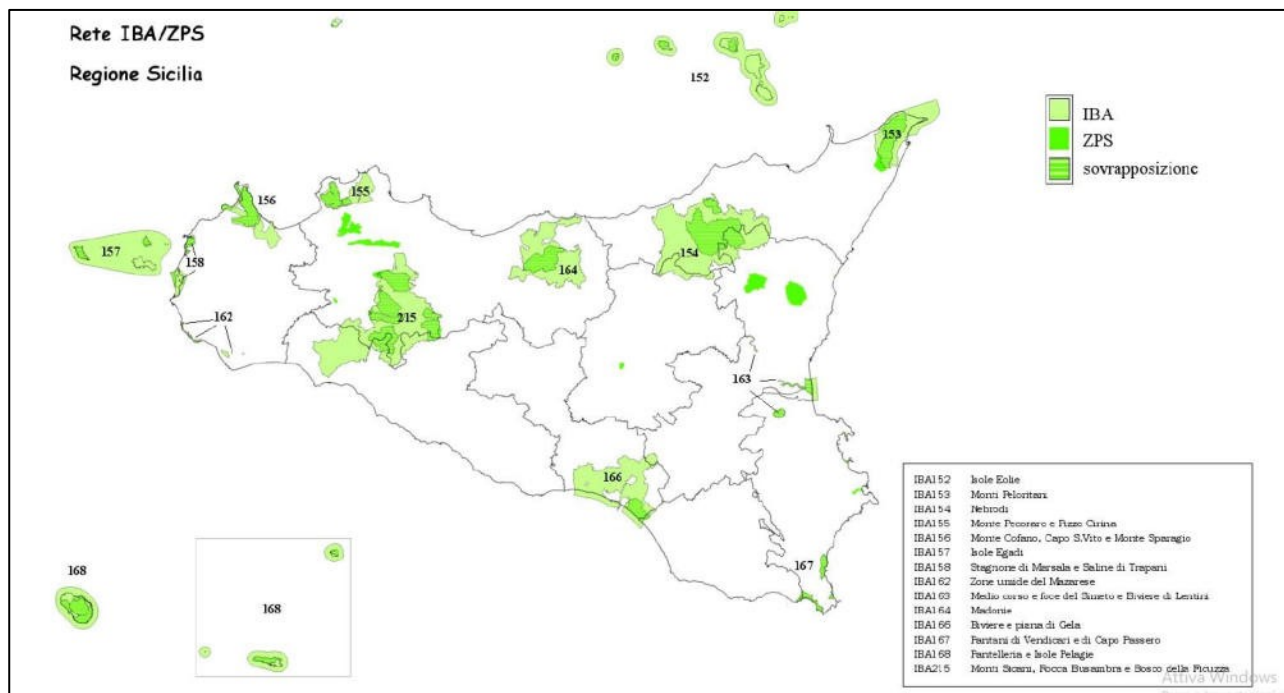 Rete IBA/ZPS
Regione Sicilia
152
IBA
ZPS
sovrapposizione
153
155
156
157
158
154
164
215
162
163
166
167
168
168
IBA152 Isole Eolie
IBA153 Monti Peloritani
IBA154 Nebrodi
IBA155 Monte Pecoraro e Pizzo Cirina
IBA156 Monte Cofano, Capo S.Vito e Monte Sparagio
IBA157 Isole Egadi
IBA158 Stagnone di Marsala e Saline di Trapani
IBA162 Zone umide del Mazarese
IBA163 Medio corso e foce del Simeto e Biviere di Lentini
IBA164 Madonie
IBA166 Biviere e piana di Gela
IBA167 Pantani di Vendicari e di Capo Passero
IBA168 Pantelleria e Isole Pelagie
IBA215 Monti Sicani, Rocca Busambra e Bosco della Ficuzza
Attiva Windows